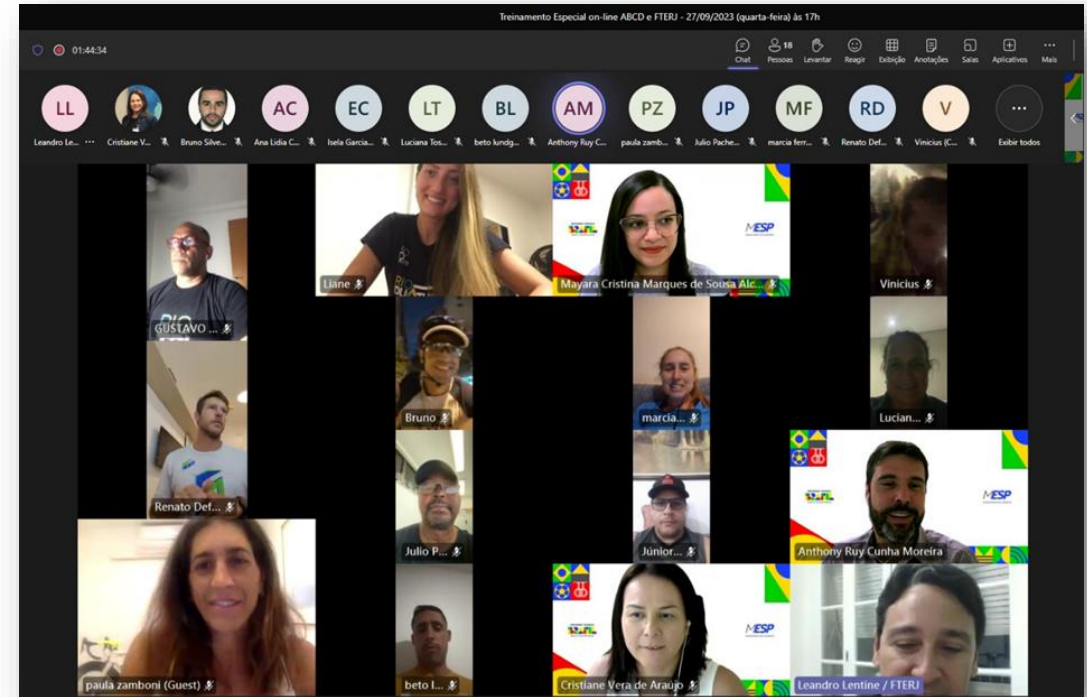 Treinamento Especial on-line ABCD e FTERJ - 27/09/2023 (quarta-feira) às 17h
01:44:34
Chat
18
Pessoas
Levantar
Reagir
Exibição
Anotações
Salas
Aplicativos
Mais
LL
AC
EC
LT
BL
AM
PZ
JP
MF
RD
V
Leandro Le...
Cristiane V...
Bruno Silve...
Ana Lidia C...
Isela Garcia...
Luciana Tos...
beto lundg...
Anthony Ruy C...
paula zamb...
Julio Pache...
marcia ferr...
Renato Def...
Vinicius (C...
Exibir todos
MESP
GUSTAVO ...
Liane
Mayara Cristina Marques de Sousa Alc...
Vinicius
Bruno
marcia...
Lucian...
Renato Def...
Julio P...
Júnior...
MESP
Anthony Ruy Cunha Moreira
paula zamboni (Guest)
beto l...
MESP
Cristiane Vera de Araújo
Leandro Lentine / FTERJ